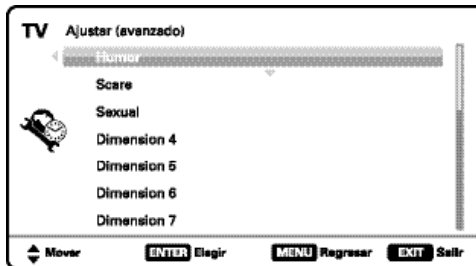 TV Ajustar (avanzado)
Humor
Scare
Sexual
Dimension 4
Dimension 5
Dimension 6
Dimension 7
Mover ENTER Elegir MENU Regresar EXIT Salir